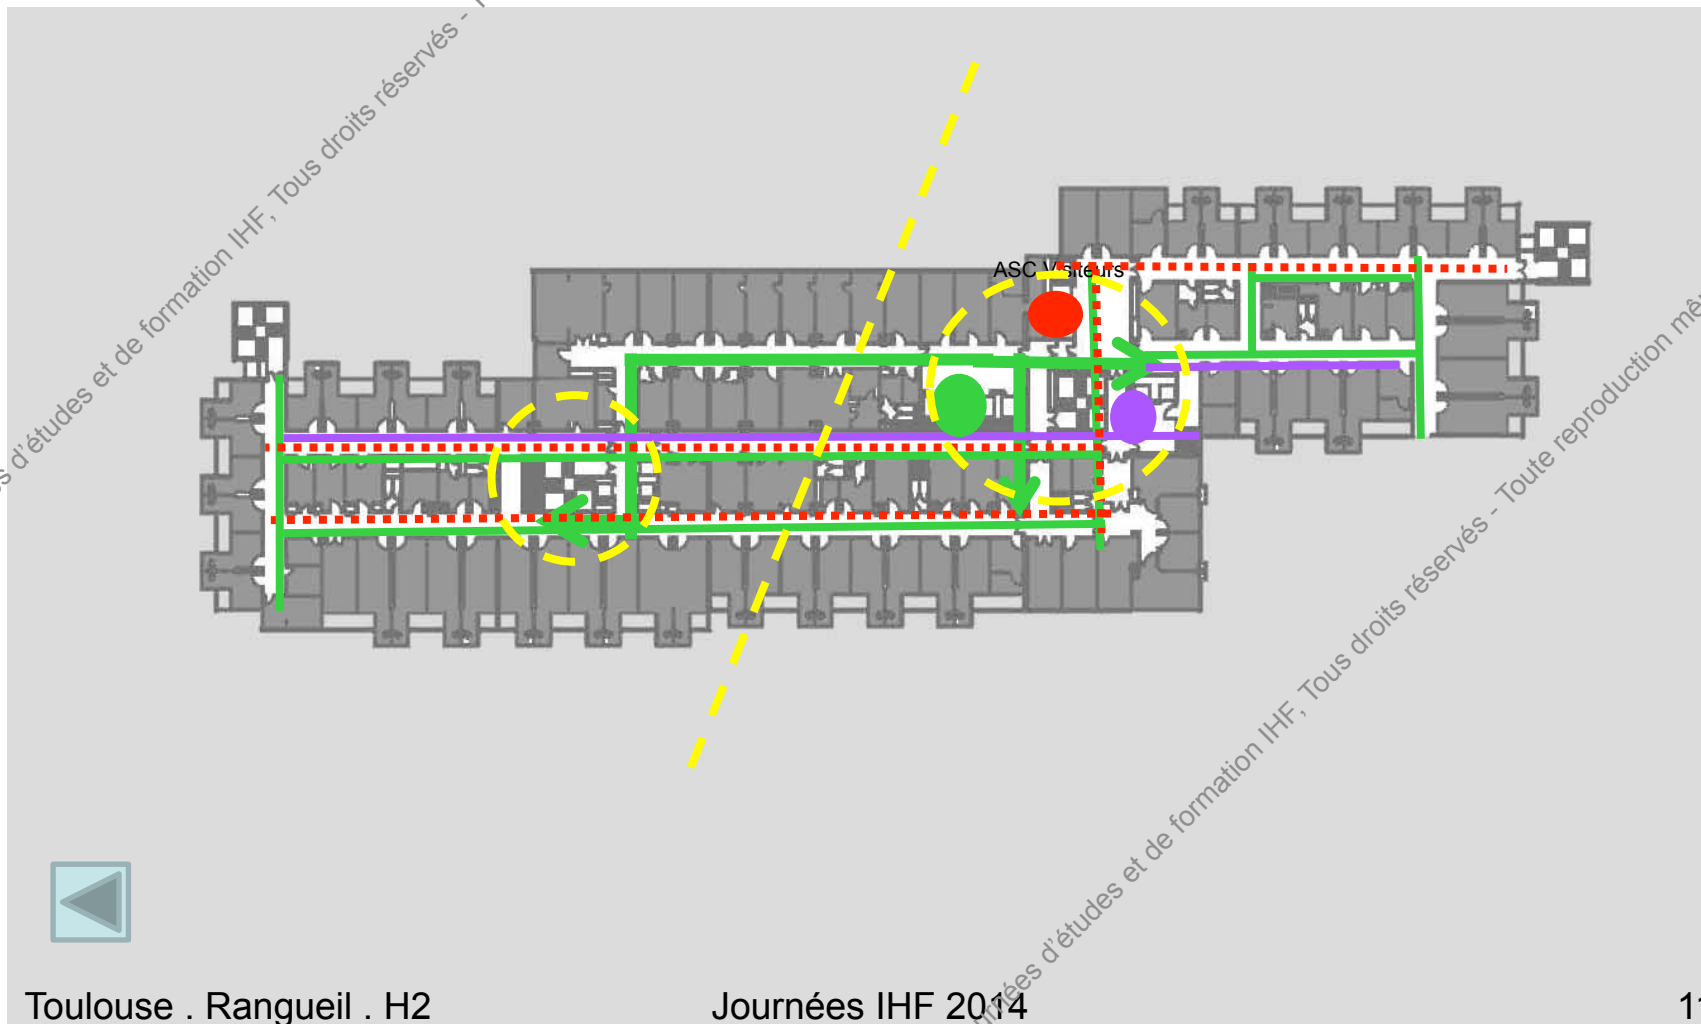 d'études et de formation IHF, Tous droits réservés -
ASC Visiteurs
Journées d'études et de formation IHF, Tous droits réservés - Toute reproduction
Toulouse . Rangueil . H2
Journées IHF 2014